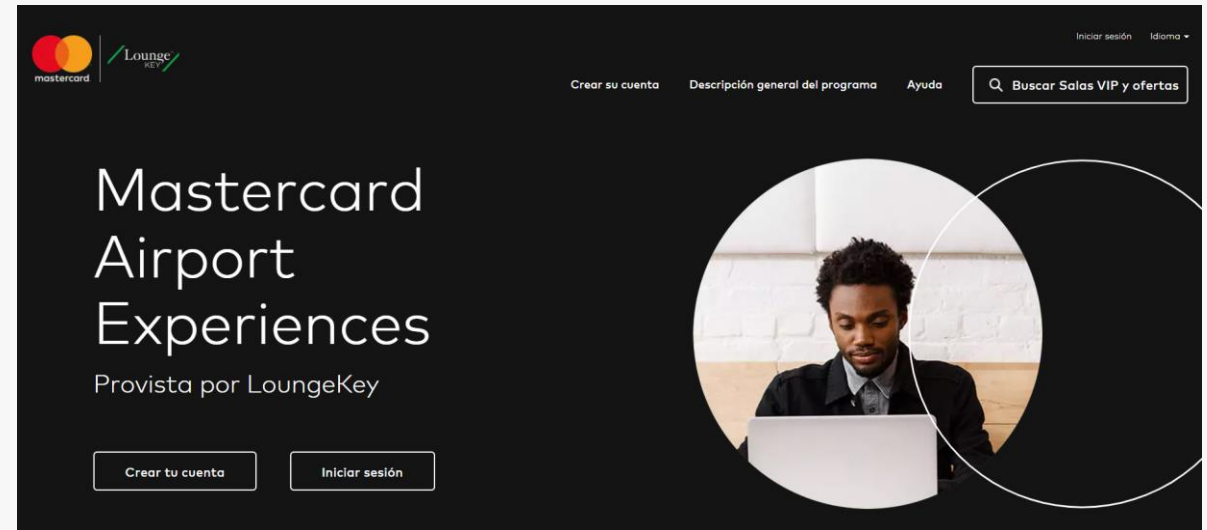 mastercard
Lounge
KEY
Iniciar sesión Idioma
Crear su cuenta Descripción general del programa Ayuda Buscar Salas VIP y ofertas
Mastercard
Airport
Experiences
Provista por LoungeKey
Crear tu cuenta Iniciar sesión